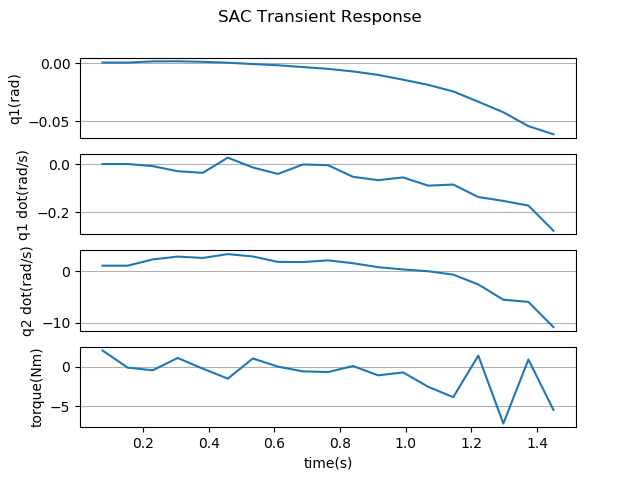 SAC Transient Response
q1(rad)
0.00
−0.05
q1 dot(rad/s)
0.0
−0.2
q2 dot(rad/s)
0
−10
torque(Nm)
0
−5
0.2 0.4 0.6 0.8 1.0 1.2 1.4
time(s)